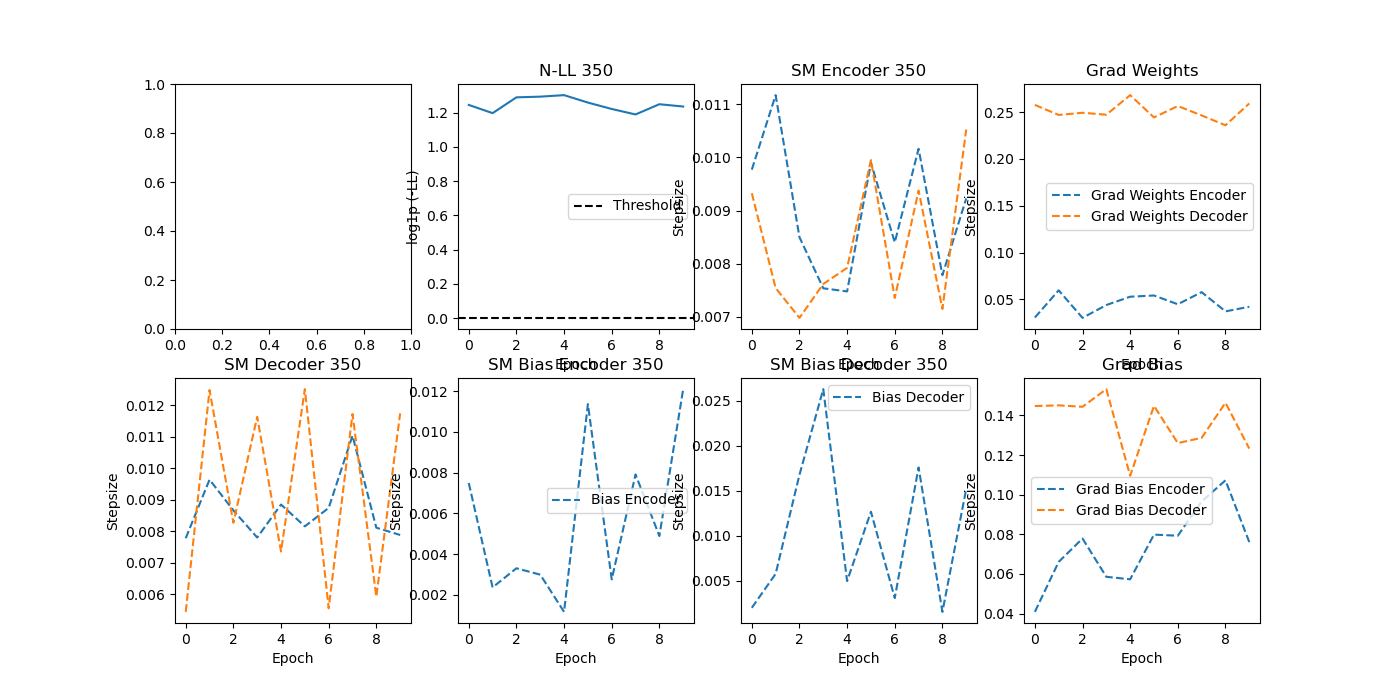 N-LL 350
SM Encoder 350
Grad Weights
1.0
0.8
0.6
0.4
0.2
0.0
0.0 0.2 0.4 0.6 0.8 1.0
log1p (-LL)
1.2
1.0
0.8
0.6
0.4
0.2
0.0
Threshold
0 2 4 6 8
Epoch
Stepsize
0.011
0.010
0.009
0.008
0.007
0 2 4 6 8
Epoch
Stepsize
0.25
0.20
0.15
0.10
0.05
Grad Weights Encoder
Grad Weights Decoder
0 2 4 6 8
Epoch
SM Decoder 350
SM Bias Encoder 350
SM Bias Decoder 350
Grad Bias
Stepsize
0.012
0.011
0.010
0.009
0.008
0.007
0.006
0 2 4 6 8
Epoch
Stepsize
0.012
0.010
0.008
0.006
0.004
0.002
Bias Encoder
0 2 4 6 8
Epoch
Stepsize
0.025
0.020
0.015
0.010
0.005
Bias Decoder
0 2 4 6 8
Epoch
Stepsize
0.14
0.12
0.10
0.08
0.06
0.04
Grad Bias Encoder
Grad Bias Decoder
0 2 4 6 8
Epoch